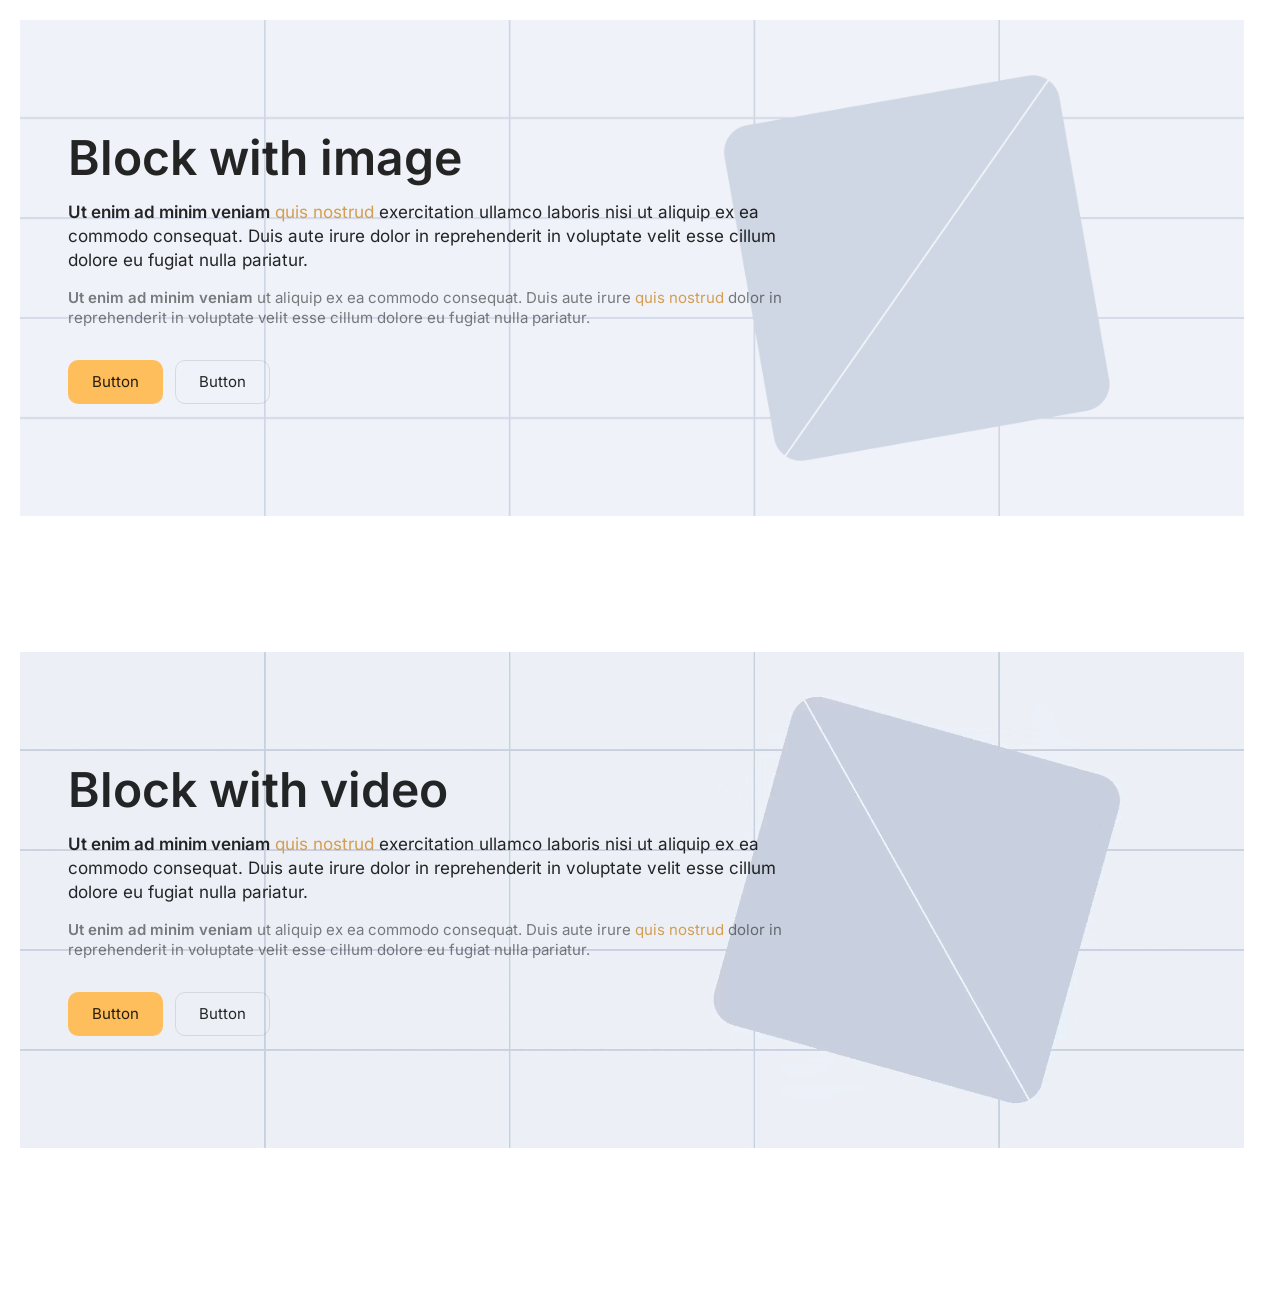 Block with image
Ut enim ad minim veniam quis nostrud exercitation ullamco laboris nisi ut aliquip ex ea
commodo consequat. Duis aute irure dolor in reprehenderit in voluptate velit esse cillum
dolore eu fugiat nulla pariatur.
Ut enim ad minim veniam ut aliquip ex ea commodo consequat. Duis aute irure quis nostrud dolor in
reprehenderit in voluptate velit esse cillum dolore eu fugiat nulla pariatur.
Button Button
Block with video
Ut enim ad minim veniam quis nostrud exercitation ullamco laboris nisi ut aliquip ex ea
commodo consequat. Duis aute irure dolor in reprehenderit in voluptate velit esse cillum
dolore eu fugiat nulla pariatur.
Ut enim ad minim veniam ut aliquip ex ea commodo consequat. Duis aute irure quis nostrud dolor in
reprehenderit in voluptate velit esse cillum dolore eu fugiat nulla pariatur.
Button Button